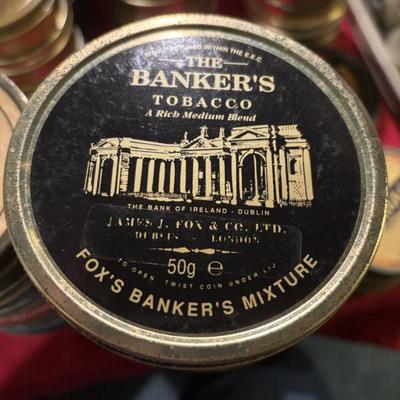 MANUFACTURED WITHIN THE E.E.C.
THE
BANKER'S
TOBACCO
A Rich Medium Blend
THE BANK OF IRELAND - DUBLIN
JAMES J. FOX & CO. LTD.
DUBLIN LONDON
50g ℮
TO OPEN, TWIST COIN UNDER LID
FOX'S BANKER'S MIXTURE